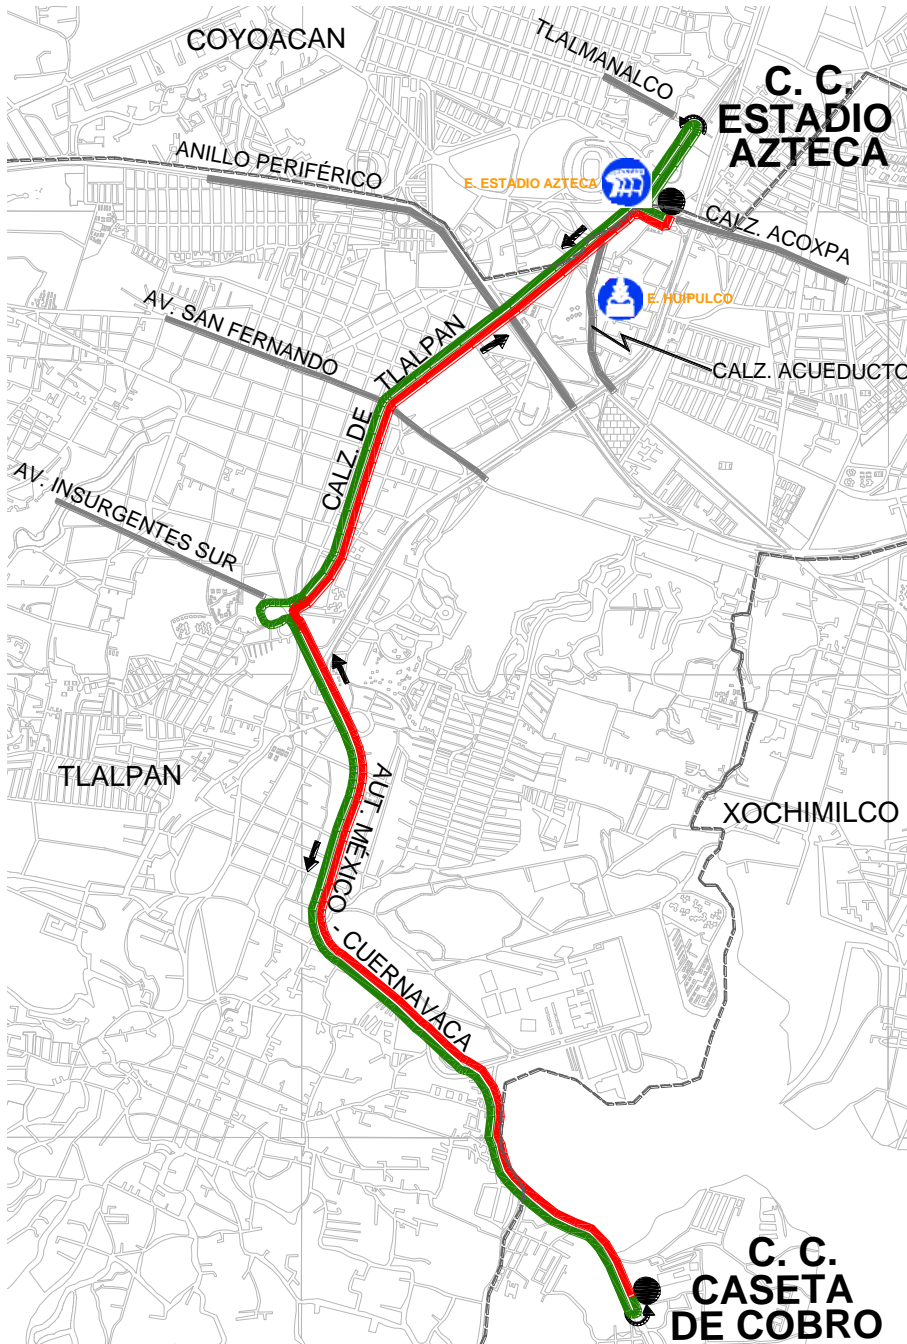 COYOACAN
TLALMANALCO
C. C.
ESTADIO
AZTECA
ANILLO PERIFÉRICO
E. ESTADIO AZTECA
CALZ. ACOXPA
E. HUIPULCO
AV. SAN FERNANDO
CALZ. DE TLALPAN
CALZ. ACUEDUCTO
AV. INSURGENTES SUR
TLALPAN
XOCHIMILCO
AUT. MÉXICO - CUERNAVACA
C. C.
CASETA
DE COBRO